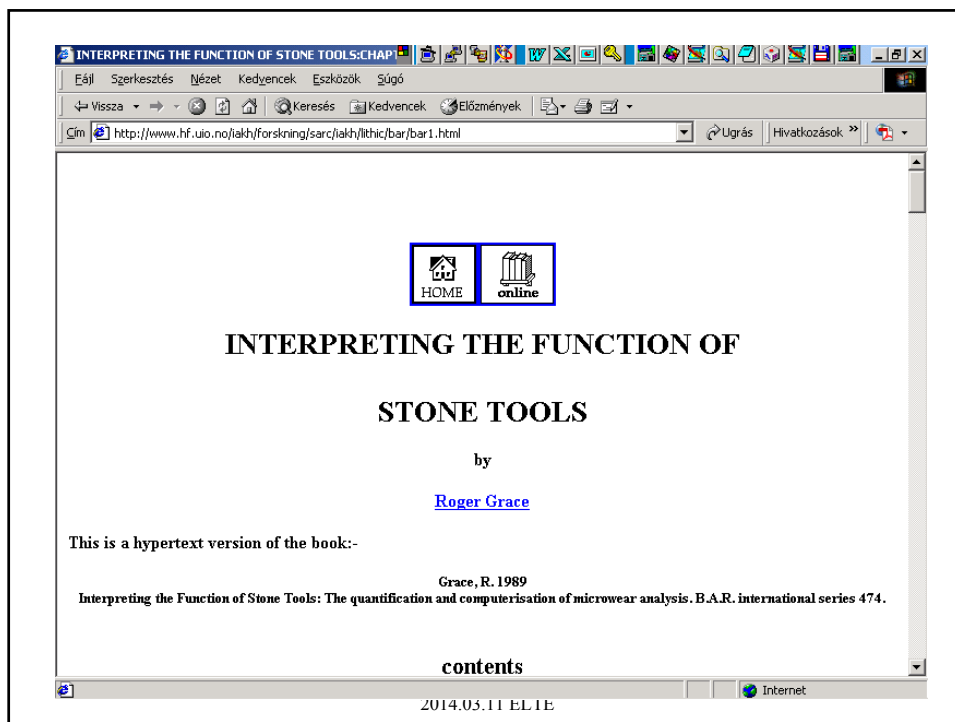 INTERPRETING THE FUNCTION OF STONE TOOLS:CHAPT
Fájl Szerkesztés Nézet Kedvencek Eszközök Súgó
Vissza Keresés Kedvencek Előzmények
Cím http://www.hf.uio.no/iakh/forskning/sarc/iakh/lithic/bar/bar1.html Ugrás Hivatkozások »
HOME online
INTERPRETING THE FUNCTION OF
STONE TOOLS
by
Roger Grace
This is a hypertext version of the book:-
Grace, R. 1989
Interpreting the Function of Stone Tools: The quantification and computerisation of microwear analysis. B.A.R. international series 474.
contents
Internet
2014.03.11 ELTE